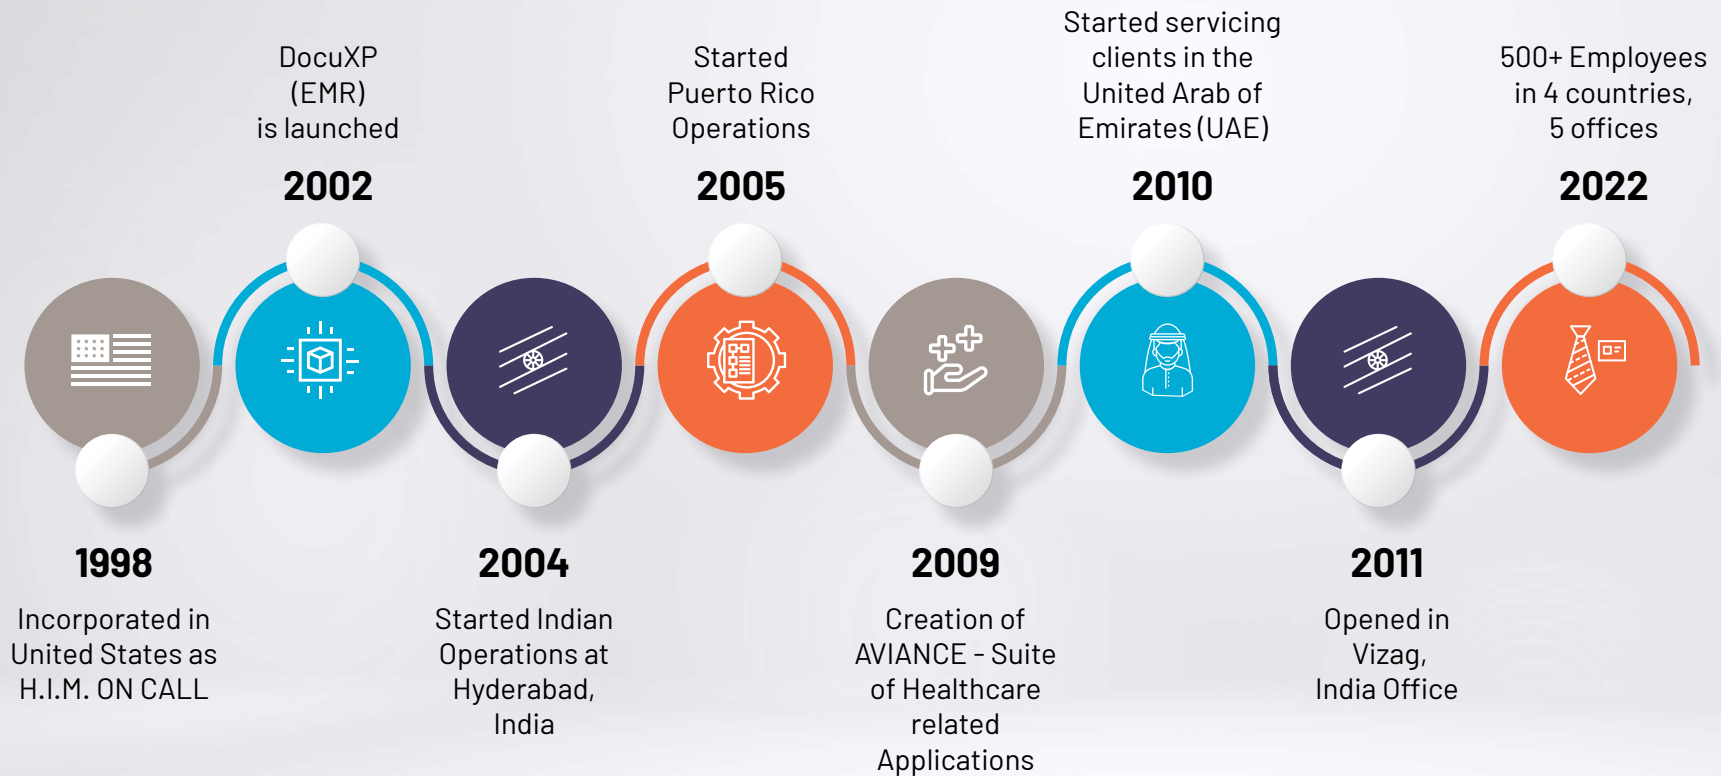 1998
Incorporated in
United States as
H.I.M. ON CALL
DocuXP
(EMR)
is launched
2002
2004
Started Indian
Operations at
Hyderabad,
India
Started
Puerto Rico
Operations
2005
2009
Creation of
AVIANCE - Suite
of Healthcare
related
Applications
Started servicing
clients in the
United Arab of
Emirates (UAE)
2010
2011
Opened in
Vizag,
India Office
500+ Employees
in 4 countries,
5 offices
2022